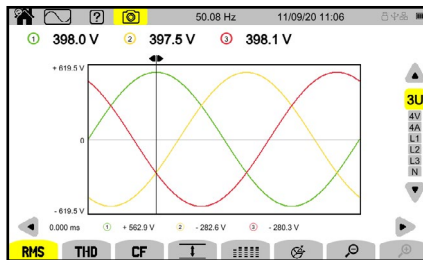 ? 50.08 Hz 11/09/20 11:06
1 398.0 V 2 397.5 V 3 398.1 V
+ 619.5 V
0
- 619.5 V
3U
4V
4A
L1
L2
L3
N
0.000 ms 1 + 562.9 V 2 - 282.6 V 3 - 280.3 V
RMS THD CF